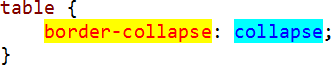 table {
    border-collapse: collapse;
}